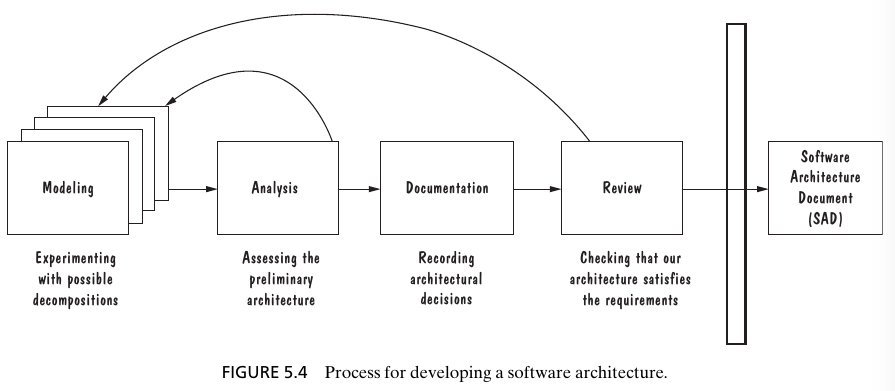 Modeling
Analysis
Documentation
Review
Software
Architecture
Document
(SAD)
Experimenting
with possible
decompositions
Assessing the
preliminary
architecture
Recording
architectural
decisions
Checking that our
architecture satisfies
the requirements
FIGURE 5.4 Process for developing a software architecture.